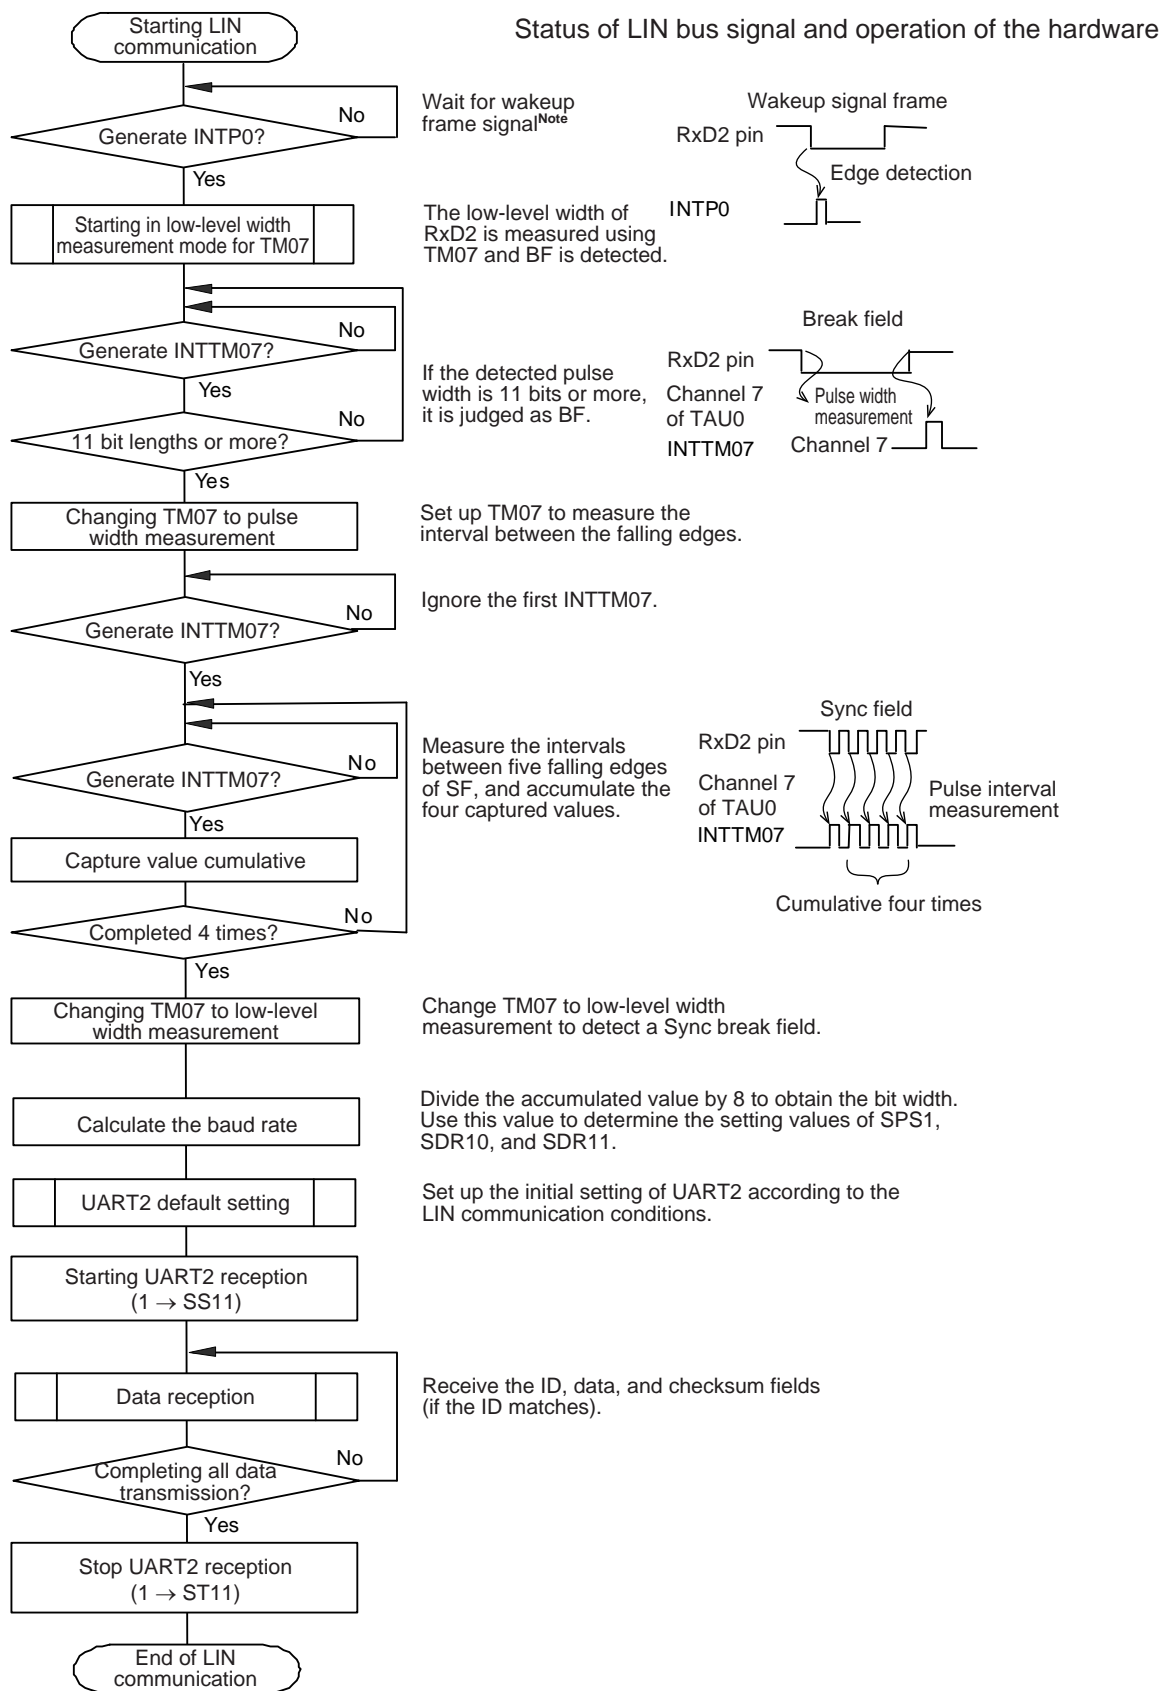 Starting LIN
communication
Status of LIN bus signal and operation of the hardware
Generate INTP0?
No
Yes
Wait for wakeup
frame signalNote
Wakeup signal frame
RxD2 pin
Edge detection
INTP0
Starting in low-level width
measurement mode for TM07
The low-level width of
RxD2 is measured using
TM07 and BF is detected.
Generate INTTM07?
No
Yes
11 bit lengths or more?
No
Yes
If the detected pulse
width is 11 bits or more,
it is judged as BF.
Break field
RxD2 pin
Channel 7
of TAU0
Pulse width
measurement
INTTM07
Channel 7
Changing TM07 to pulse
width measurement
Set up TM07 to measure the
interval between the falling edges.
Generate INTTM07?
No
Yes
Ignore the first INTTM07.
Generate INTTM07?
No
Yes
Measure the intervals
between five falling edges
of SF, and accumulate the
four captured values.
Sync field
RxD2 pin
Channel 7
of TAU0
Pulse interval
measurement
INTTM07
Cumulative four times
Capture value cumulative
Completed 4 times?
No
Yes
Changing TM07 to low-level
width measurement
Change TM07 to low-level width
measurement to detect a Sync break field.
Calculate the baud rate
Divide the accumulated value by 8 to obtain the bit width.
Use this value to determine the setting values of SPS1,
SDR10, and SDR11.
UART2 default setting
Set up the initial setting of UART2 according to the
LIN communication conditions.
Starting UART2 reception
(1 → SS11)
Data reception
Receive the ID, data, and checksum fields
(if the ID matches).
Completing all data
transmission?
No
Yes
Stop UART2 reception
(1 → ST11)
End of LIN
communication